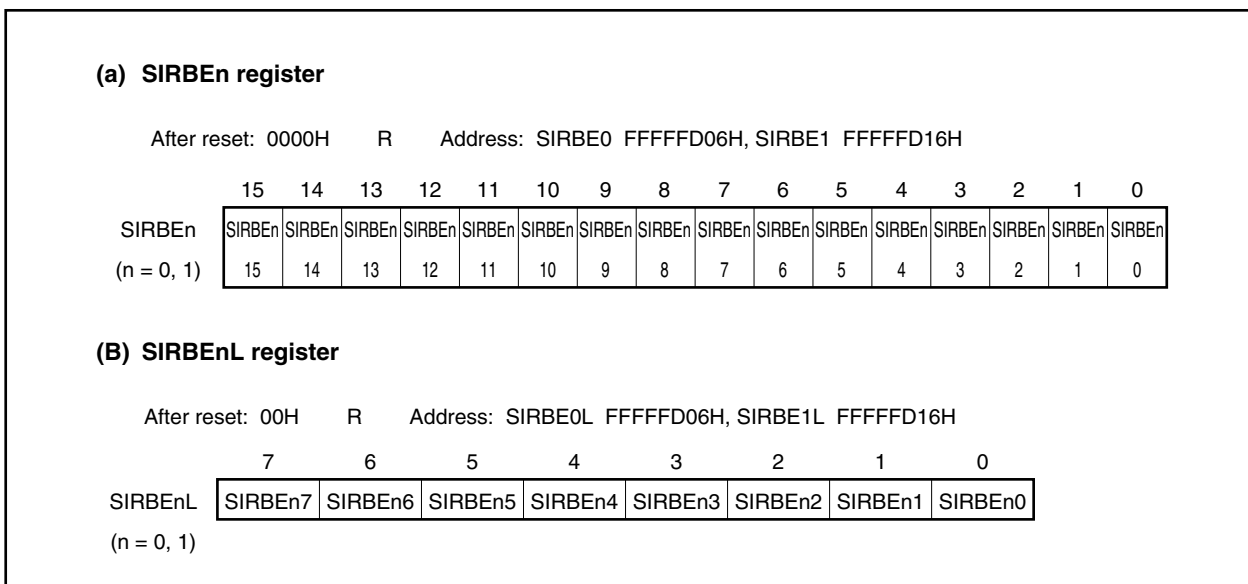 (a) SIRBEn register
After reset: 0000H R Address: SIRBE0 FFFFFD06H, SIRBE1 FFFFFD16H
15 14 13 12 11 10 9 8 7 6 5 4 3 2 1 0
SIRBEn SIRBEn SIRBEn SIRBEn SIRBEn SIRBEn SIRBEn SIRBEn SIRBEn SIRBEn SIRBEn SIRBEn SIRBEn SIRBEn SIRBEn SIRBEn SIRBEn
(n = 0, 1) 15 14 13 12 11 10 9 8 7 6 5 4 3 2 1 0
(B) SIRBEnL register
After reset: 00H R Address: SIRBE0L FFFFFD06H, SIRBE1L FFFFFD16H
7 6 5 4 3 2 1 0
SIRBEnL SIRBEn7 SIRBEn6 SIRBEn5 SIRBEn4 SIRBEn3 SIRBEn2 SIRBEn1 SIRBEn0
(n = 0, 1)